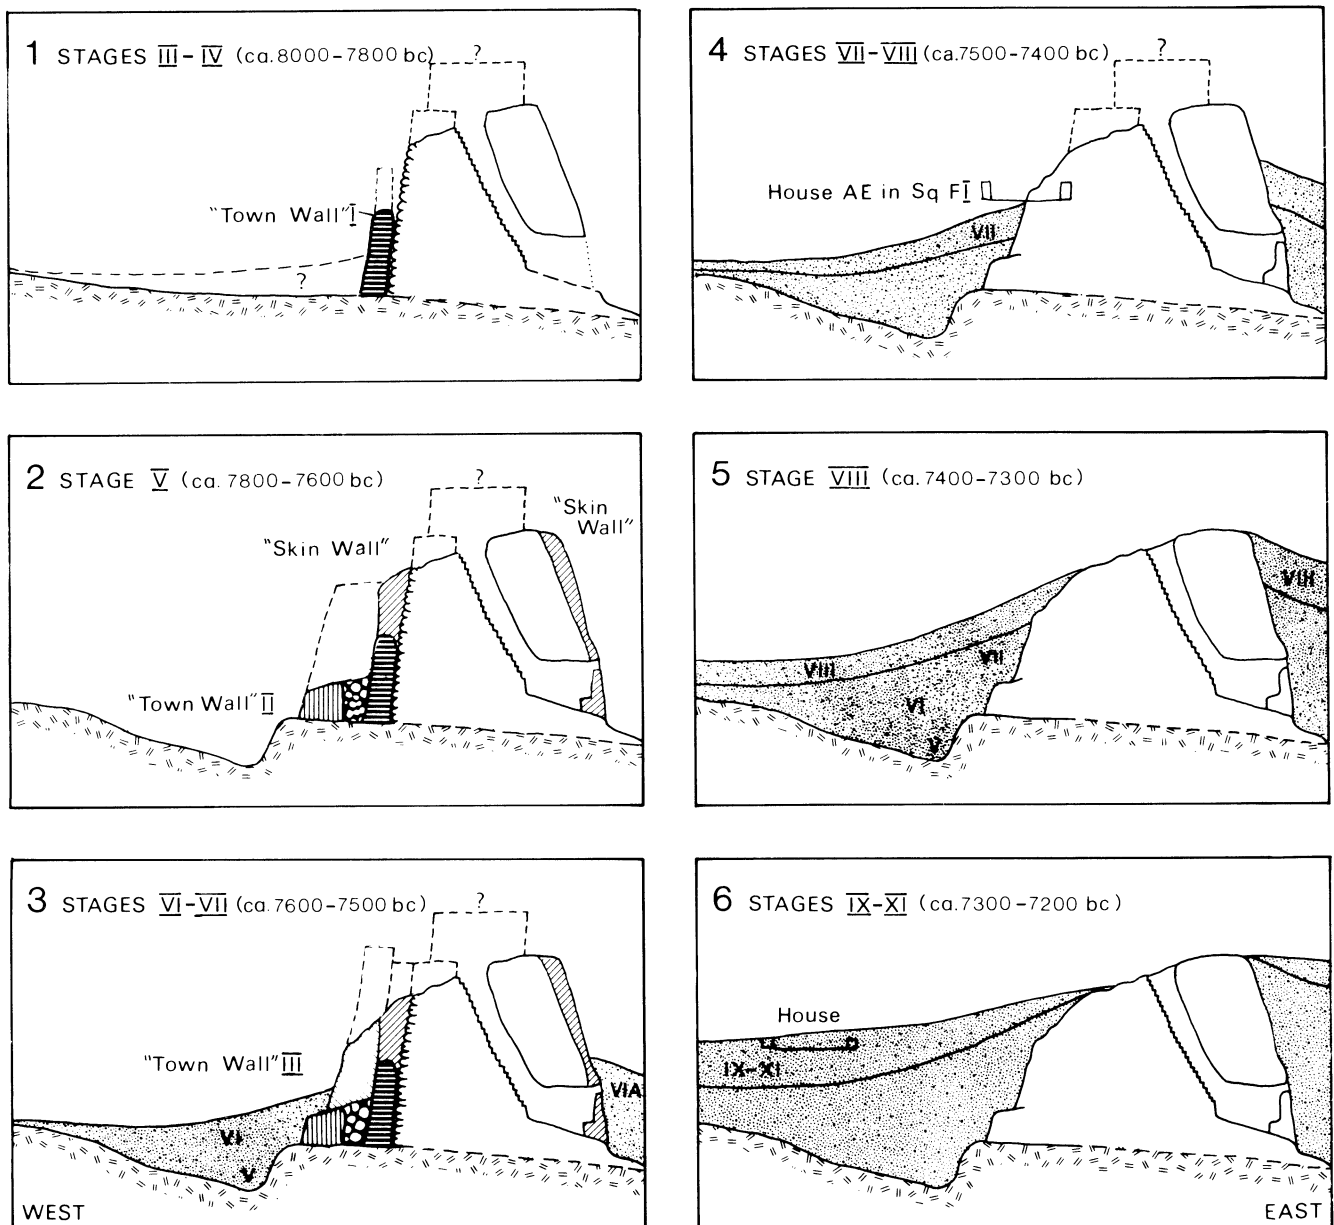 1 STAGES III-IV (ca.8000-7800 bc)
?
"Town Wall" I
?
2 STAGE V (ca.7800-7600 bc)
?
"Skin Wall"
"Skin
Wall"
"Town Wall" II
3 STAGES VI-VII (ca.7600-7500 bc)
?
"Town Wall" III
VIA
VI
V
WEST
4 STAGES VII-VIII (ca.7500-7400 bc)
?
House AE in Sq FI
VII
5 STAGE VIII (ca.7400-7300 bc)
VIII
VIII
VII
VI
V
6 STAGES IX-XI (ca.7300-7200 bc)
House
IX-XI
EAST